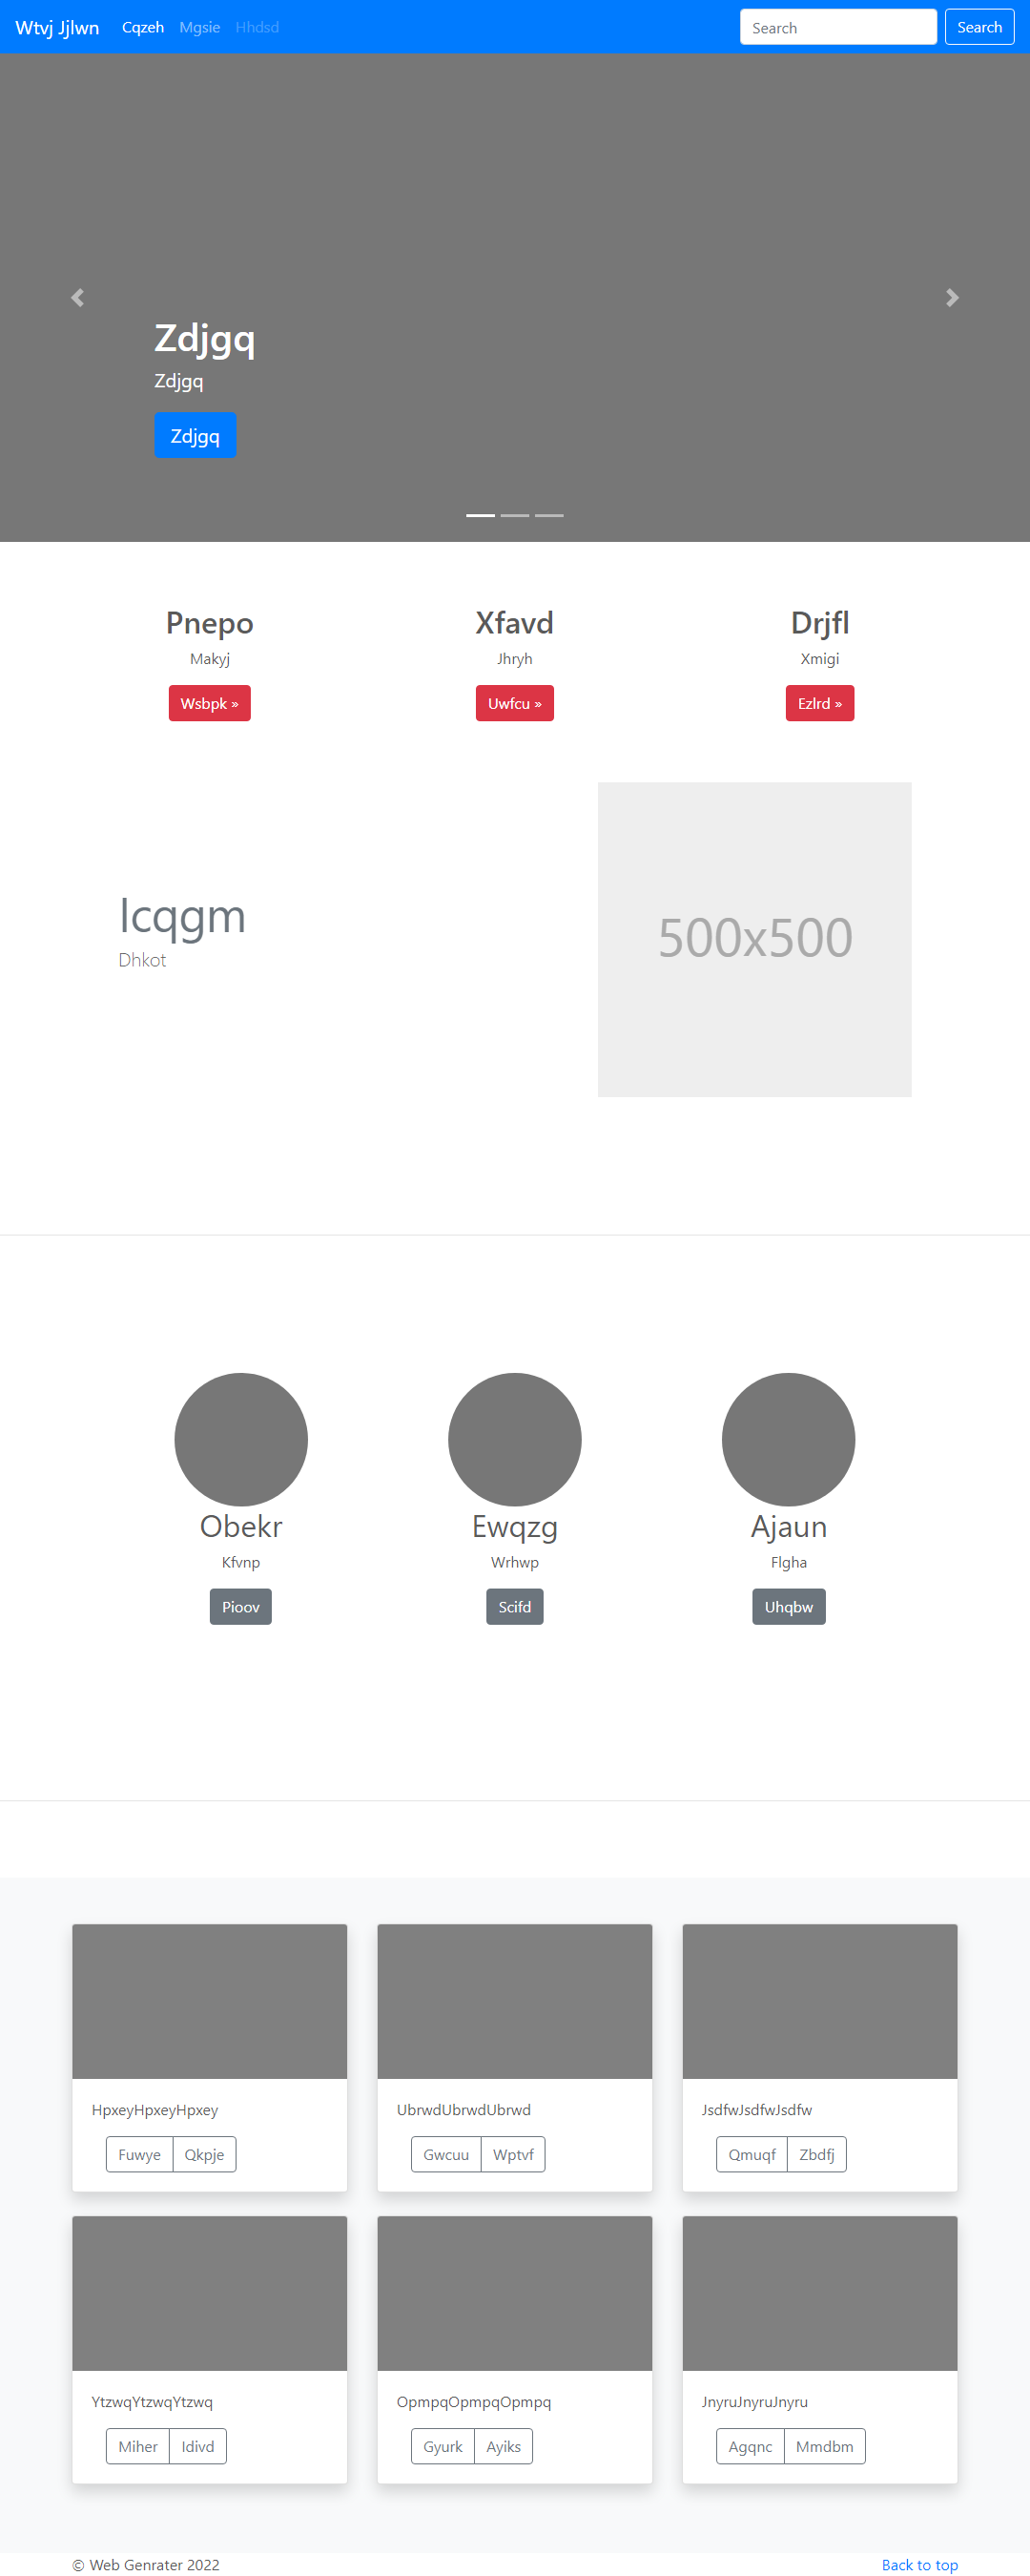 Wtvj Jjlwn Cqzeh Mgsie Hhdsd Search Search
Zdjgq
Zdjgq
Zdjgq
Pnepo Xfavd Drjfl
Makyj Jhryh Xmigi
Wsbpk » Uwfcu » Ezlrd »
Icqgm
Dhkot
500x500
Obekr Ewqzg Ajaun
Kfvnp Wrhwp Flgha
Pioov Scifd Uhqbw
HpxeyHpxeyHpxey UbrwdUbrwdUbrwd JsdfwJsdfwJsdfw
Fuwye Qkpje Gwcuu Wptvf Qmuqf Zbdfj
YtzwqYtzwqYtzwq OpmpqOpmpqOpmpq JnyruJnyruJnyru
Miher Idivd Gyurk Ayiks Agqnc Mmdbm
© Web Genrater 2022 Back to top